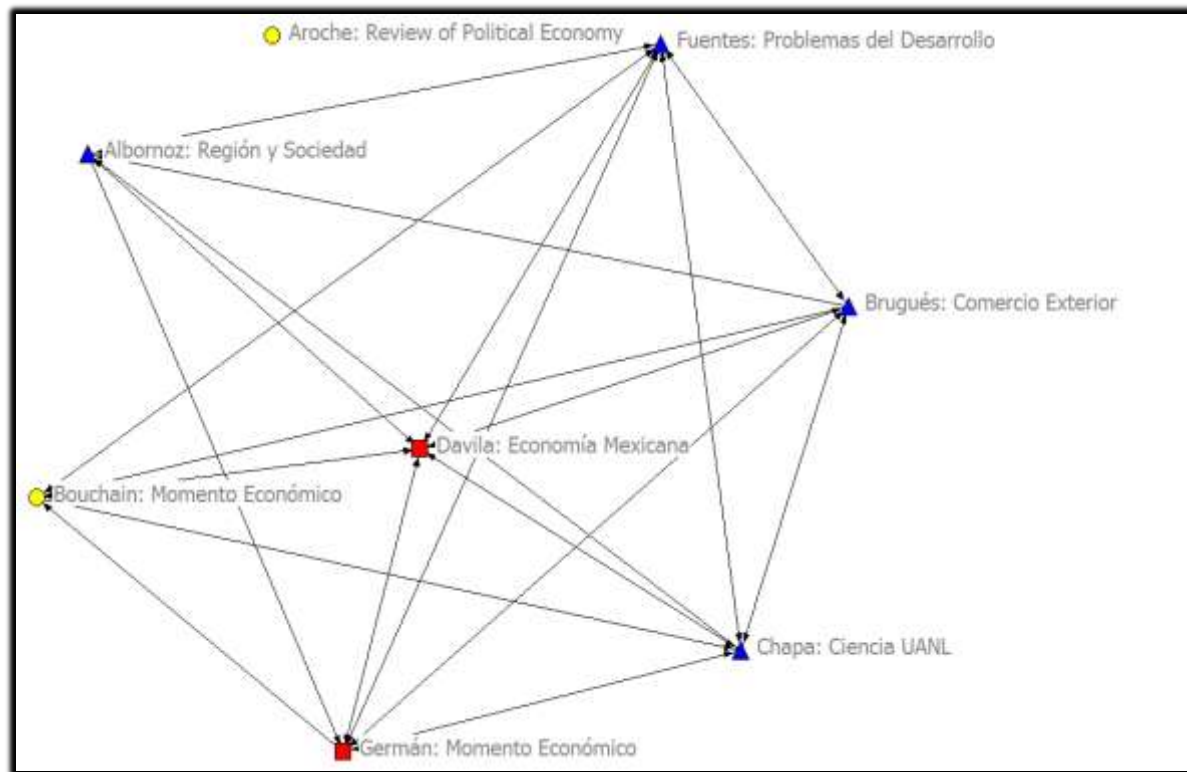 Aroche: Review of Political Economy
Fuentes: Problemas del Desarrollo
Albornoz: Región y Sociedad
Brugués: Comercio Exterior
Davila: Economía Mexicana
Bouchain: Momento Económico
Chapa: Ciencia UANL
Germán: Momento Económico